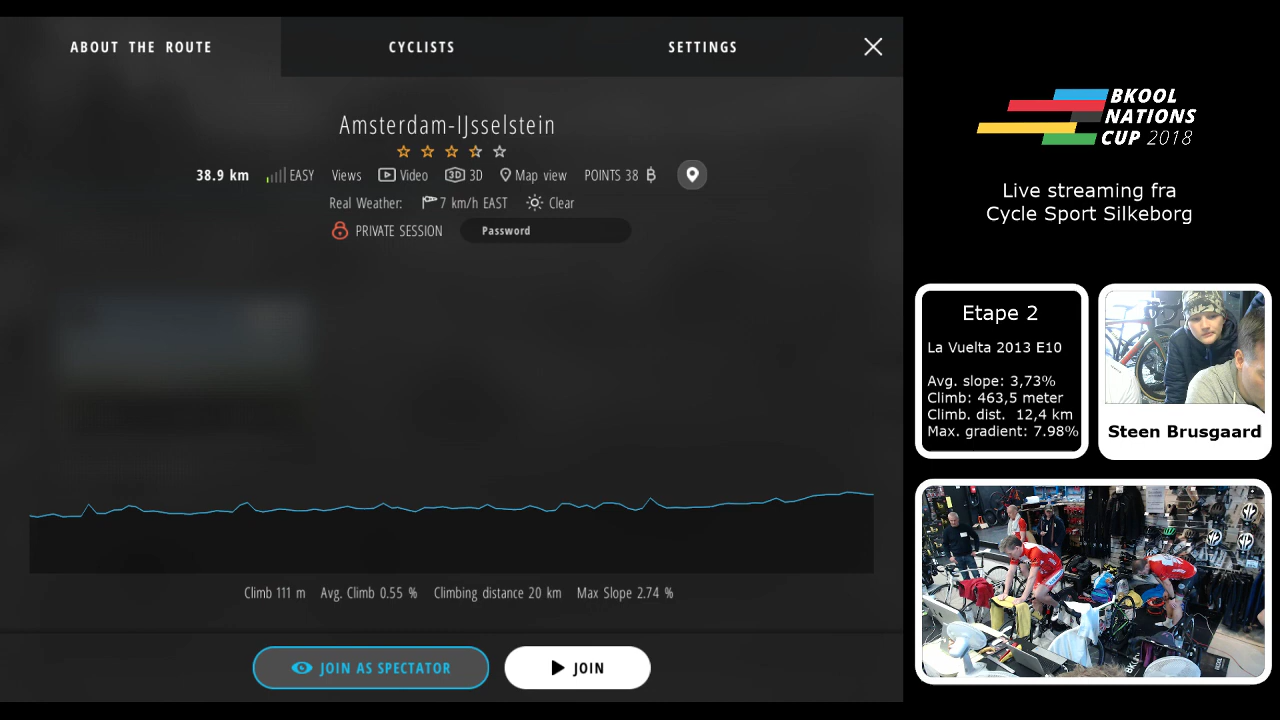 ABOUT THE ROUTE
CYCLISTS
SETTINGS
Amsterdam-IJsselstein
38.9 km EASY Views Video 3D 3D Map view POINTS 38
Real Weather: 7 km/h EAST Clear
PRIVATE SESSION Password
Climb 111 m Avg. Climb 0.55 % Climbing distance 20 km Max Slope 2.74 %
JOIN AS SPECTATOR
JOIN
BKOOL
NATIONS
CUP 2018
Live streaming fra
Cycle Sport Silkeborg
Etape 2
La Vuelta 2013 E10
Avg. slope: 3,73%
Climb: 463,5 meter
Climb. dist. 12,4 km
Max. gradient: 7.98%
Steen Brusgaard
BKOOL